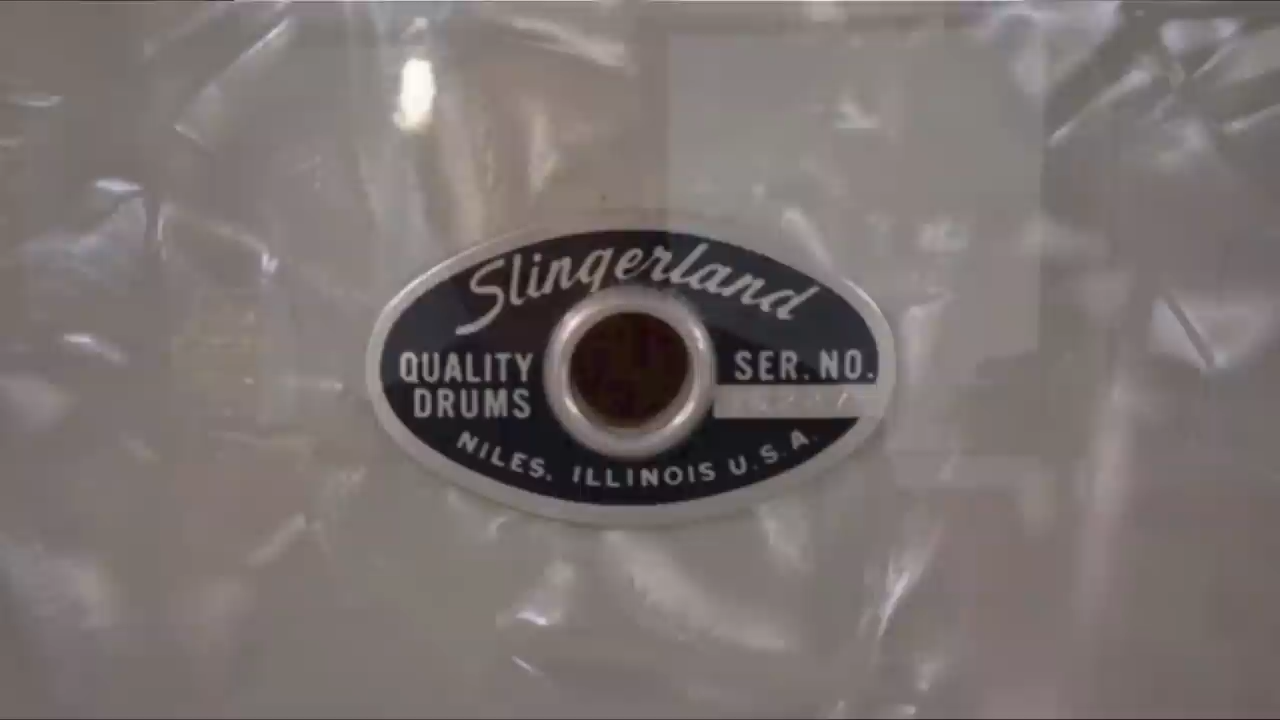 Slingerland
QUALITY
DRUMS
SER. NO.
NILES, ILLINOIS U.S.A.